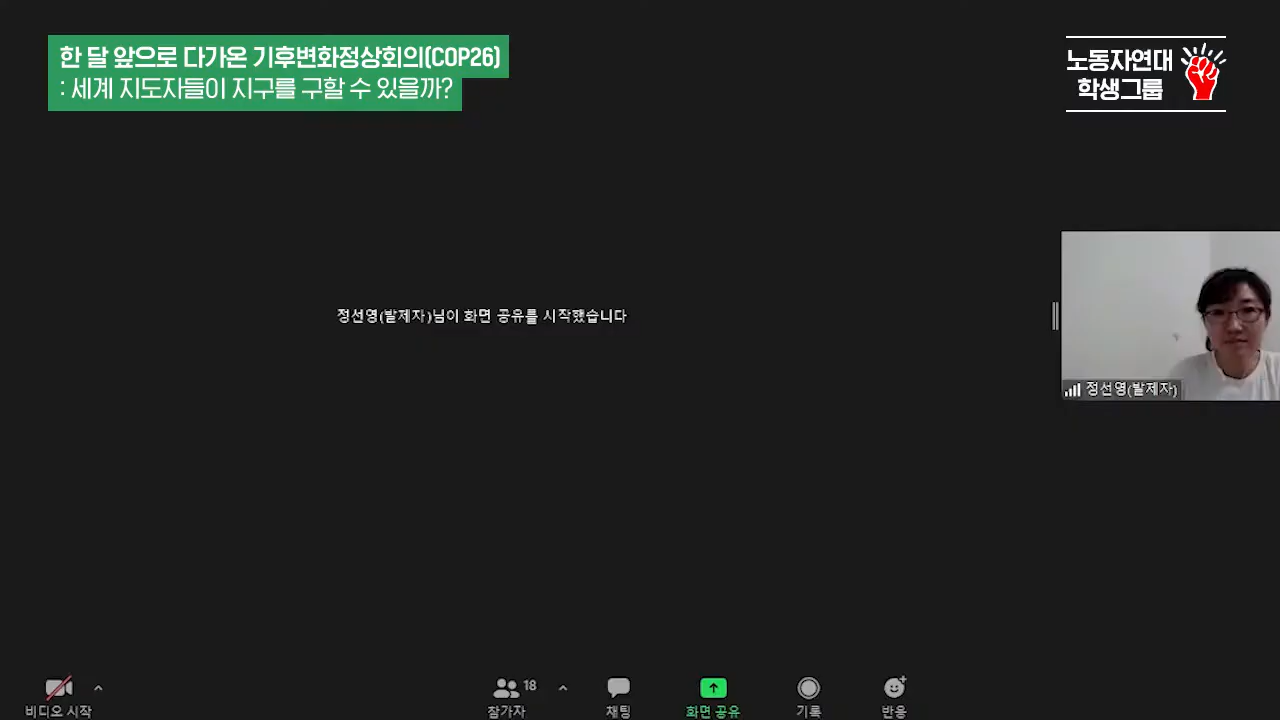 한 달 앞으로 다가온 기후변화정상회의(COP26)
: 세계 지도자들이 지구를 구할 수 있을까?
노동자연대
학생그룹
정선영(발제자)님이 화면 공유를 시작했습니다
정선영(발제자)
비디오 시작
참가자
18
채팅
화면 공유
기록
반응